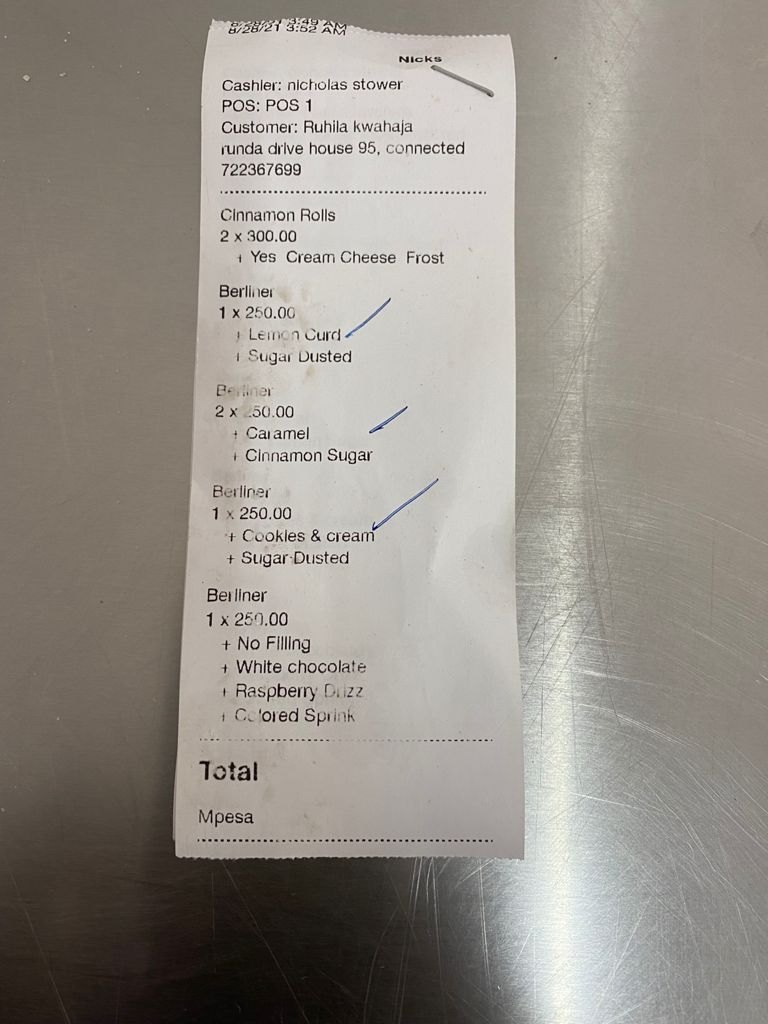 8/28/21 3:49 AM
8/28/21 3:52 AM
Nicks
Cashier: nicholas stower
POS: POS 1
Customer: Ruhila kwahaja
runda drive house 95, connected
722367699
Cinnamon Rolls
2 x 300.00
+ Yes Cream Cheese Frost
Berliner
1 x 250.00
+ Lemon Curd
+ Sugar Dusted
Berliner
2 x 250.00
+ Caramel
+ Cinnamon Sugar
Berliner
1 x 250.00
+ Cookies & cream
+ Sugar Dusted
Berliner
1 x 250.00
+ No Filling
+ White chocolate
+ Raspberry Drizz
+ Colored Sprink
Total
Mpesa